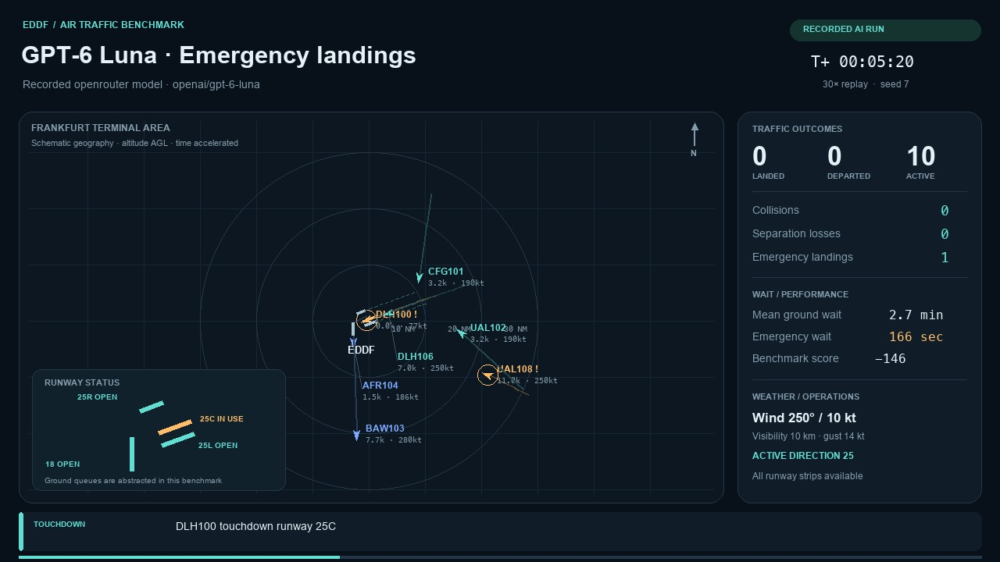 EDDF / AIR TRAFFIC BENCHMARK
GPT-6 Luna · Emergency landings
Recorded openrouter model · openai/gpt-6-luna
RECORDED AI RUN
T+ 00:05:20
30× replay · seed 7
FRANKFURT TERMINAL AREA
Schematic geography · altitude AGL · time accelerated
N
CFG101
3.2k · 190kt
DLH100 !
0.0k · 77kt
10 NM
20 NM
30 NM
UAL102
3.2k · 190kt
EDDF
DLH106
7.0k · 250kt
UAL108 !
11.0k · 250kt
AFR104
1.5k · 186kt
BAW103
7.7k · 280kt
RUNWAY STATUS
25R OPEN
25C IN USE
25L OPEN
18 OPEN
Ground queues are abstracted in this benchmark
TRAFFIC OUTCOMES
0 0 10
LANDED DEPARTED ACTIVE
Collisions 0
Separation losses 0
Emergency landings 1
WAIT / PERFORMANCE
Mean ground wait 2.7 min
Emergency wait 166 sec
Benchmark score −146
WEATHER / OPERATIONS
Wind 250° / 10 kt
Visibility 10 km · gust 14 kt
ACTIVE DIRECTION 25
All runway strips available
TOUCHDOWN DLH100 touchdown runway 25C